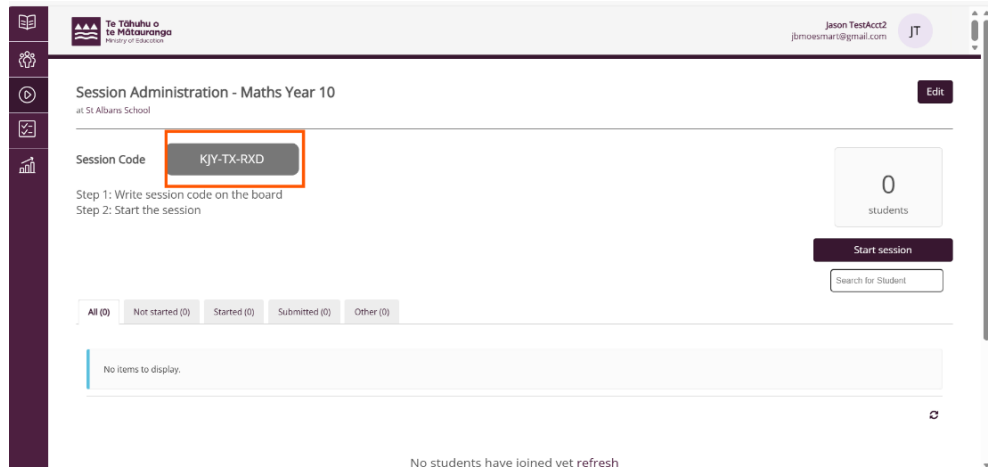 Te Tāhuhu o
te Mātauranga
Ministry of Education
Jason TestAcct2
jbmoesmart@gmail.com
JT
Session Administration - Maths Year 10
Edit
at St Albans School
Session Code
KJY-TX-RXD
Step 1: Write session code on the board
Step 2: Start the session
0
students
Start session
Search for Student
All (0) Not started (0) Started (0) Submitted (0) Other (0)
No items to display.
No students have joined yet refresh